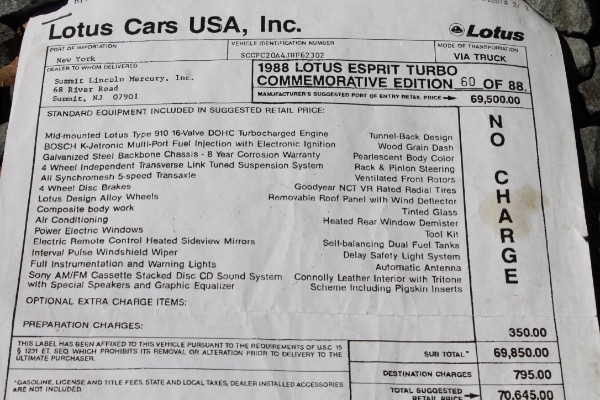 Lotus Cars USA, Inc.
Lotus
PORT OF IMPORTATION
New York
VEHICLE IDENTIFICATION NUMBER
SCCFC20A4JHF62302
MODE OF TRANSPORTATION
VIA TRUCK
DEALER TO WHOM DELIVERED
Summit Lincoln Mercury, Inc.
68 River Road
Summit, NJ 07901
1988 LOTUS ESPRIT TURBO
COMMEMORATIVE EDITION 60 OF 88.
MANUFACTURER'S SUGGESTED PORT OF ENTRY RETAIL PRICE
69,500.00
STANDARD EQUIPMENT INCLUDED IN SUGGESTED RETAIL PRICE:
Mid-mounted Lotus Type 910 16-Valve DOHC Turbocharged Engine
BOSCH K-Jetronic Multi-Port Fuel Injection with Electronic Ignition
Galvanized Steel Backbone Chassis - 8 Year Corrosion Warranty
4 Wheel Independent Transverse Link Tuned Suspension System
All Synchromesh 5-speed Transaxle
4 Wheel Disc Brakes
Lotus Design Alloy Wheels
Composite body work
Air Conditioning
Power Electric Windows
Electric Remote Control Heated Sideview Mirrors
Interval Pulse Windshield Wiper
Full Instrumentation and Warning Lights
Sony AM/FM Cassette Stacked Disc CD Sound System
with Special Speakers and Graphic Equalizer
Tunnel-Back Design
Wood Grain Dash
Pearlescent Body Color
Rack & Pinion Steering
Ventilated Front Rotors
Goodyear NCT VR Rated Radial Tires
Removable Roof Panel with Wind Deflector
Tinted Glass
Heated Rear Window Demister
Tool Kit
Self-balancing Dual Fuel Tanks
Delay Safety Light System
Automatic Antenna
Connolly Leather Interior with Tritone
Scheme Including Pigskin Inserts
NO CHARGE
OPTIONAL EXTRA CHARGE ITEMS:
PREPARATION CHARGES:
350.00
THIS LABEL HAS BEEN AFFIXED TO THIS VEHICLE PURSUANT TO THE REQUIREMENTS OF U.S.C. 15
§ 1231 ET. SEQ. WHICH PROHIBITS ITS REMOVAL OR ALTERATION PRIOR TO DELIVERY TO THE
ULTIMATE PURCHASER.
SUB TOTAL*
69,850.00
DESTINATION CHARGES
795.00
*GASOLINE, LICENSE AND TITLE FEES, STATE AND LOCAL TAXES, DEALER INSTALLED ACCESSORIES
ARE NOT INCLUDED
TOTAL SUGGESTED
RETAIL PRICE
70,645.00